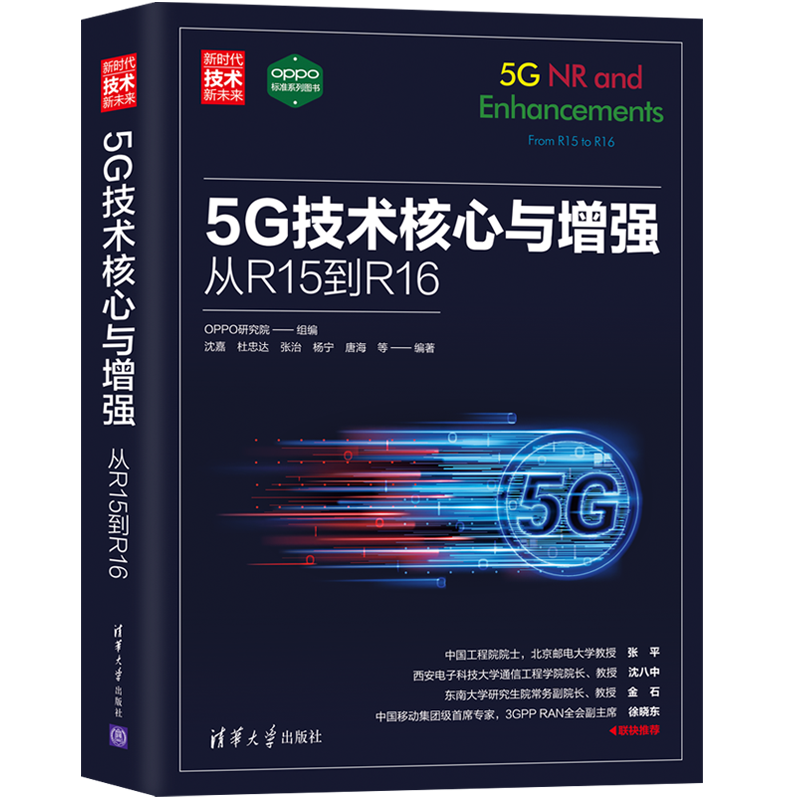 新时代
技术
新未来
5G技术核心与增强
从R15到R16
清华大学出版社
新时代
技术
新未来
oppo
标准系列图书
5G NR and
Enhancements
From R15 to R16
5G技术核心与增强
从R15到R16
OPPO研究院——组编
沈嘉 杜忠达 张治 杨宁 唐海 等——编著
5G
中国工程院院士，北京邮电大学教授 张 平
西安电子科技大学通信工程学院院长、教授 沈八中
东南大学研究生院常务副院长、教授 金 石
中国移动集团级首席专家，3GPP RAN全会副主席 徐晓东
◀联袂推荐
清华大学出版社